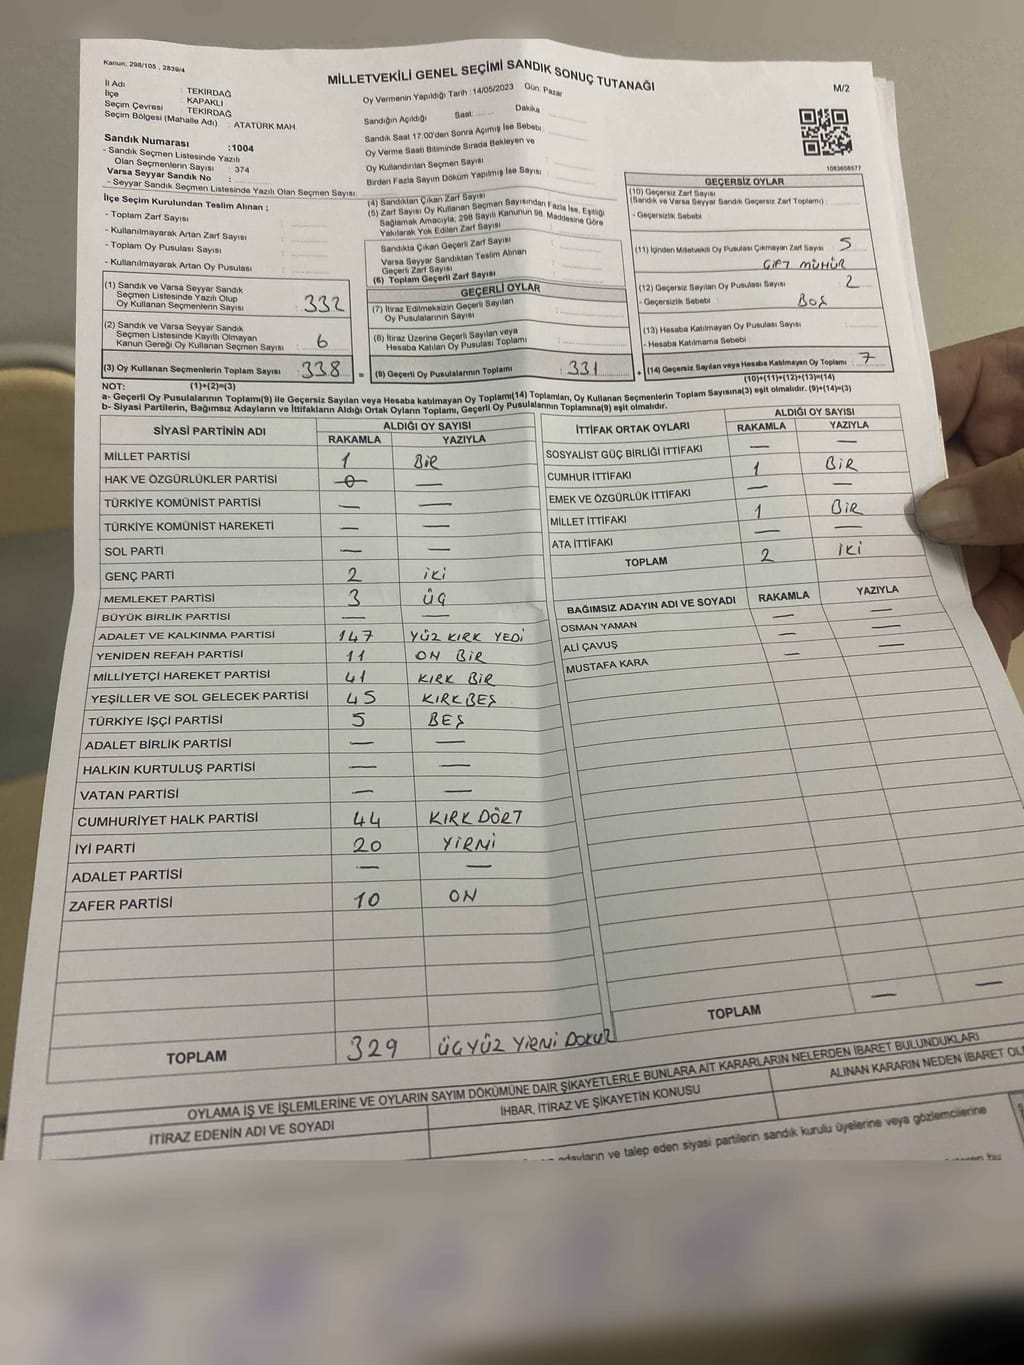 Kanun; 298/105 , 2839/4
MİLLETVEKİLİ GENEL SEÇİMİ SANDIK SONUÇ TUTANAĞI
M/2
İl Adı : TEKİRDAĞ
İlçe : KAPAKLI
Seçim Çevresi : TEKİRDAĞ
Seçim Bölgesi (Mahalle Adı) : ATATÜRK MAH
Sandık Numarası :1004
- Sandık Seçmen Listesinde Yazılı
Olan Seçmenlerin Sayısı : 374
Varsa Seyyar Sandık No :
- Seyyar Sandık Seçmen Listesinde Yazılı Olan Seçmen Sayısı:
İlçe Seçim Kurulundan Teslim Alınan ;
- Toplam Zarf Sayısı :
- Kullanılmayarak Artan Zarf Sayısı :
- Toplam Oy Pusulası Sayısı :
- Kullanılmayarak Artan Oy Pusulası :
(1) Sandık ve Varsa Seyyar Sandık
Seçmen Listesinde Yazılı Olup
Oy Kullanan Seçmenlerin Sayısı : 332
(2) Sandık ve Varsa Seyyar Sandık
Seçmen Listesinde Kayıtlı Olmayan
Kanun Gereği Oy Kullanan Seçmen Sayısı : 6
(3) Oy Kullanan Seçmenlerin Toplam Sayısı : 338
(1)+(2)=(3)
Oy Vermenin Yapıldığı Tarih : 14/05/2023 Gün: Pazar
Sandığın Açıldığı Saat: Dakika :
Sandık Saat 17:00'den Sonra Açımış İse Sebebi:
Oy Verme Saati Bitiminde Sırada Bekleyen ve
Oy Kullandırılan Seçmen Sayısı :
Birden Fazla Sayım Döküm Yapılmış İse Sayısı :
(4) Sandıktan Çıkan Zarf Sayısı
(5) Zarf Sayısı Oy Kullanan Seçmen Sayısından Fazla İse, Eşitliği
Sağlamak Amacıyla, 298 Sayılı Kanunun 98. Maddesine Göre
Yakılarak Yok Edilen Zarf Sayısı :
Sandıkta Çıkan Geçerli Zarf Sayısı :
Varsa Seyyar Sandıktan Teslim Alınan
Geçerli Zarf Sayısı :
(6) Toplam Geçerli Zarf Sayısı :
GEÇERLİ OYLAR
(7) İtiraz Edilmeksizin Geçerli Sayılan
Oy Pusulalarının Sayısı :
(8) İtiraz Üzerine Geçerli Sayılan veya
Hesaba Katılan Oy Pusulası Toplamı :
= (9) Geçerli Oy Pusulalarının Toplamı : 331
1083658577
GEÇERSİZ OYLAR
(10) Geçersiz Zarf Sayısı
(Sandık ve Varsa Seyyar Sandık Geçersiz Zarf Toplamı) :
- Geçersizlik Sebebi :
(11) İçinden Milletvekili Oy Pusulası Çıkmayan Zarf Sayısı : 5
ÇİFT MÜHÜR
(12) Geçersiz Sayılan Oy Pusulası Sayısı : 2
- Geçersizlik Sebebi : BOŞ
(13) Hesaba Katılmayan Oy Pusulası Sayısı :
- Hesaba Katılmama Sebebi :
+ (14) Geçersiz Sayılan veya Hesaba Katılmayan Oy Toplamı : 7
(10)+(11)+(12)+(13)=(14)
NOT:
a- Geçerli Oy Pusulalarının Toplamı(9) ile Geçersiz Sayılan veya Hesaba katılmayan Oy Toplamı(14) Toplamları, Oy Kullanan Seçmenlerin Toplam Sayısına(3) eşit olmalıdır. (9)+(14)=(3)
b- Siyasi Partilerin, Bağımsız Adayların ve İttifakların Aldığı Ortak Oyların Toplamı, Geçerli Oy Pusulalarının Toplamına(9) eşit olmalıdır.
SİYASİ PARTİNİN ADI ALDIĞI OY SAYISI
RAKAMLA YAZIYLA
MİLLET PARTİSİ 1 BİR
HAK VE ÖZGÜRLÜKLER PARTİSİ 0 —
TÜRKİYE KOMÜNİST PARTİSİ — —
TÜRKİYE KOMÜNİST HAREKETİ — —
SOL PARTİ — —
GENÇ PARTİ 2 İKİ
MEMLEKET PARTİSİ 3 ÜÇ
BÜYÜK BİRLİK PARTİSİ — —
ADALET VE KALKINMA PARTİSİ 147 YÜZ KIRK YEDİ
YENİDEN REFAH PARTİSİ 11 ON BİR
MİLLİYETÇİ HAREKET PARTİSİ 41 KIRK BİR
YEŞİLLER VE SOL GELECEK PARTİSİ 45 KIRKBEŞ
TÜRKİYE İŞÇİ PARTİSİ 5 BEŞ
ADALET BİRLİK PARTİSİ — —
HALKIN KURTULUŞ PARTİSİ — —
VATAN PARTİSİ — —
CUMHURİYET HALK PARTİSİ 44 KIRK DÖRT
İYİ PARTİ 20 YİRMİ
ADALET PARTİSİ — —
ZAFER PARTİSİ 10 ON
TOPLAM 329 ÜÇYÜZ YİRMİ DOKUZ
İTTİFAK ORTAK OYLARI ALDIĞI OY SAYISI
RAKAMLA YAZIYLA
SOSYALİST GÜÇ BİRLİĞİ İTTİFAKI — —
CUMHUR İTTİFAKI 1 BİR
EMEK VE ÖZGÜRLÜK İTTİFAKI — —
MİLLET İTTİFAKI 1 BİR
ATA İTTİFAKI — —
TOPLAM 2 İKİ
BAĞIMSIZ ADAYIN ADI VE SOYADI RAKAMLA YAZIYLA
OSMAN YAMAN — —
ALİ ÇAVUŞ — —
MUSTAFA KARA —
TOPLAM — —
OYLAMA İŞ VE İŞLEMLERİNE VE OYLARIN SAYIM DÖKÜMÜNE DAİR ŞİKAYETLERLE BUNLARA AİT KARARLARIN NELERDEN İBARET BULUNDUKLARI
İTİRAZ EDENİN ADI VE SOYADI İHBAR, İTİRAZ VE ŞİKAYETİN KONUSU ALINAN KARARIN NEDEN İBARET
adayların ve talep eden siyasi partilerin sandık kurulu üyelerine veya gözlemcilerine